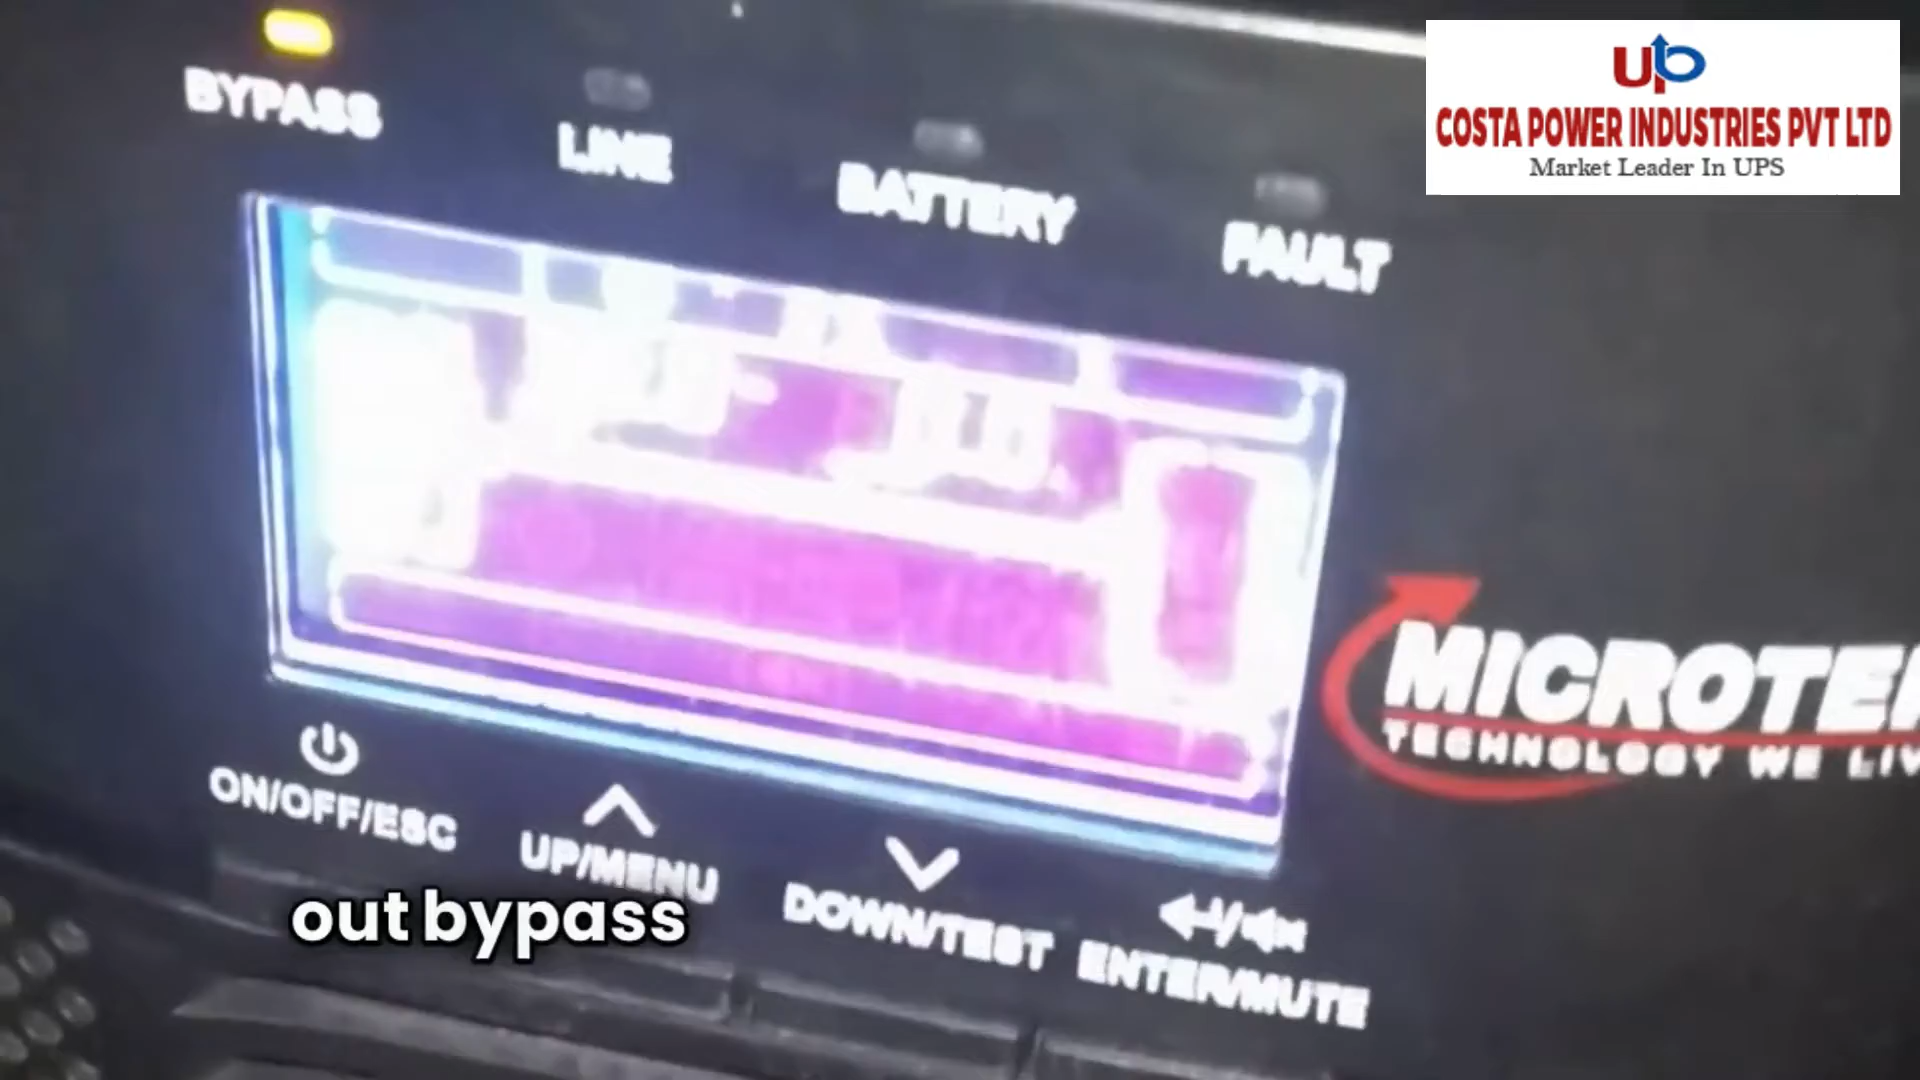 BYPASS
LINE
BATTERY
FAULT
UP
COSTA POWER INDUSTRIES PVT LTD
Market Leader In UPS
MICROTE
TECHNOLOGY WE LIV
ON/OFF/ESC
UP/MENU
DOWN/TEST
ENTER/MUTE
out bypass